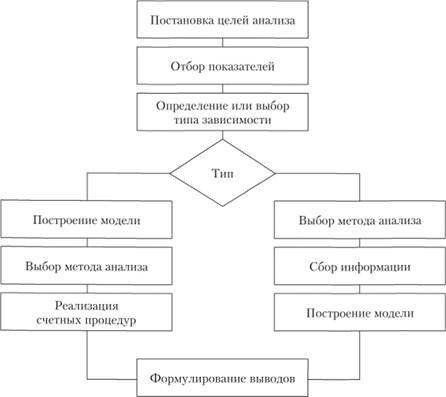 Постановка целей анализа
Отбор показателей
Определение или выбор
типа зависимости
Тип
Построение модели
Выбор метода анализа
Реализация
счетных процедур
Выбор метода анализа
Сбор информации
Построение модели
Формулирование выводов